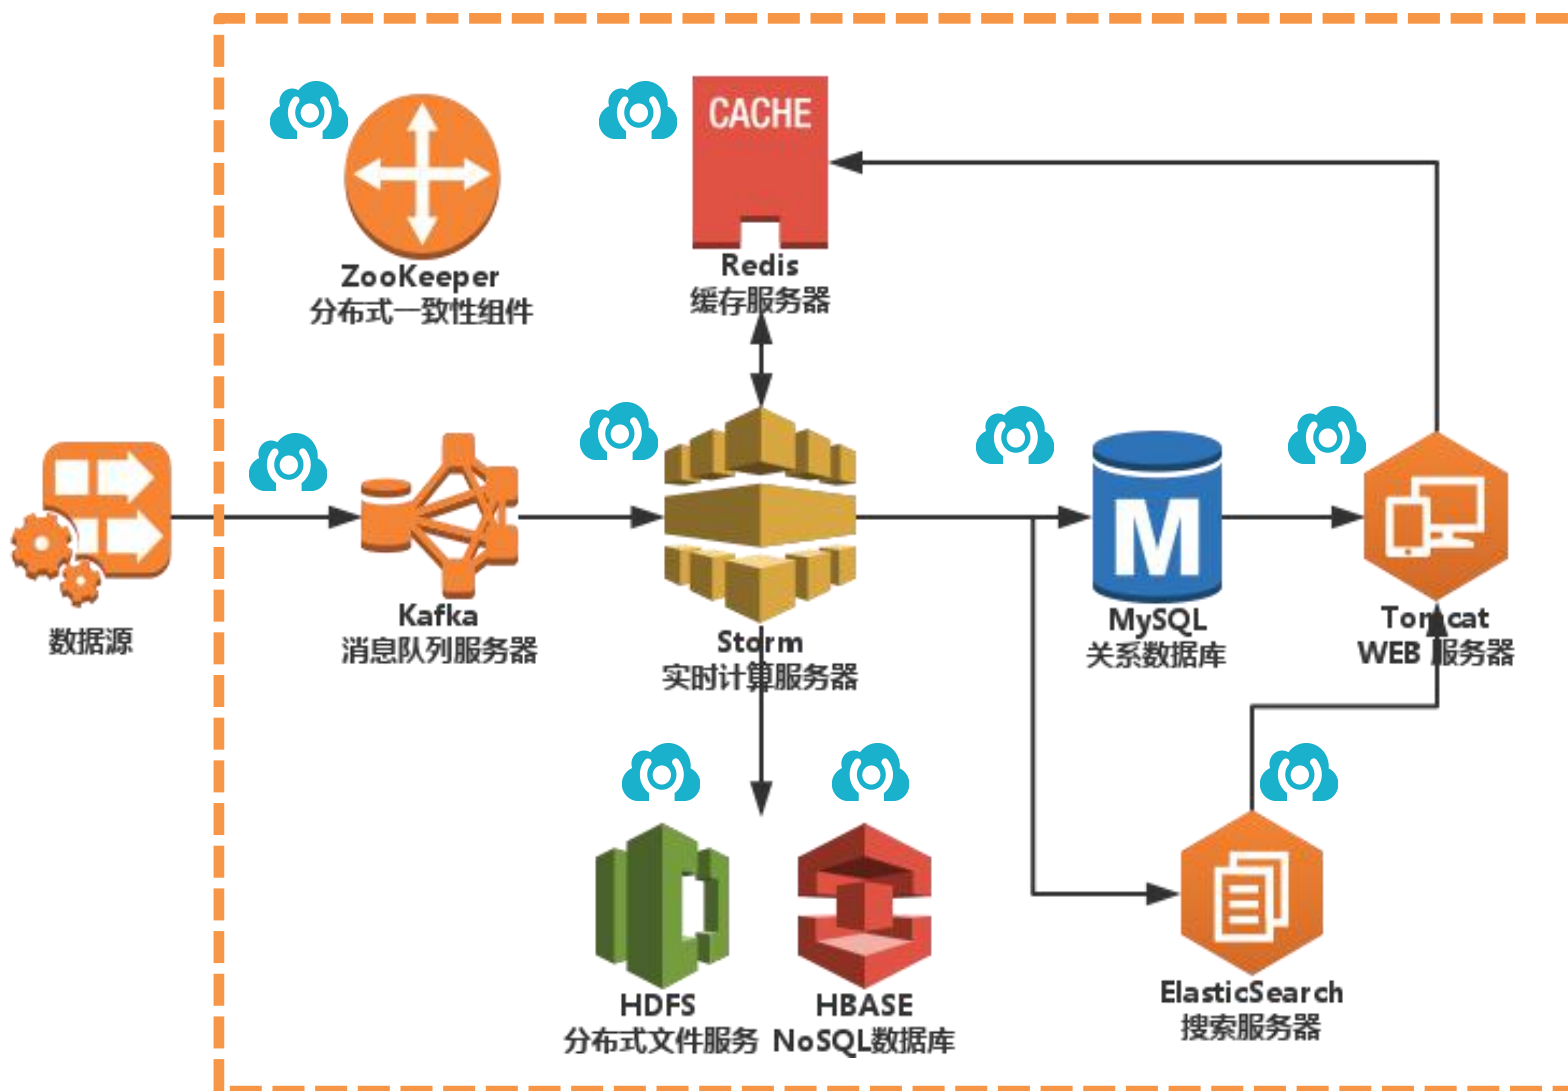 CACHE
ZooKeeper
分布式一致性组件
Redis
缓存服务器
数据源
Kafka
消息队列服务器
Storm
实时计算服务器
M
MySQL
关系数据库
Tomcat
WEB 服务器
HDFS
分布式文件服务
HBASE
NoSQL数据库
ElasticSearch
搜索服务器